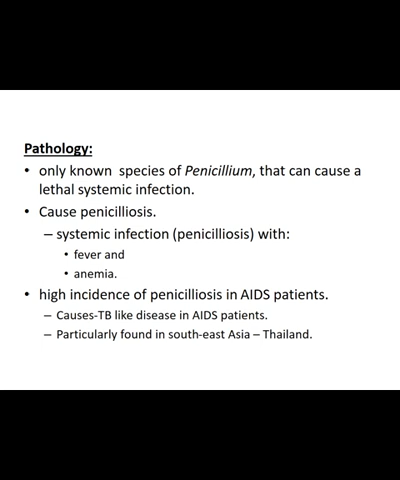 Pathology:
• only known species of Penicillium, that can cause a
lethal systemic infection.
• Cause penicilliosis.
– systemic infection (penicilliosis) with:
• fever and
• anemia.
• high incidence of penicilliosis in AIDS patients.
– Causes-TB like disease in AIDS patients.
– Particularly found in south-east Asia – Thailand.